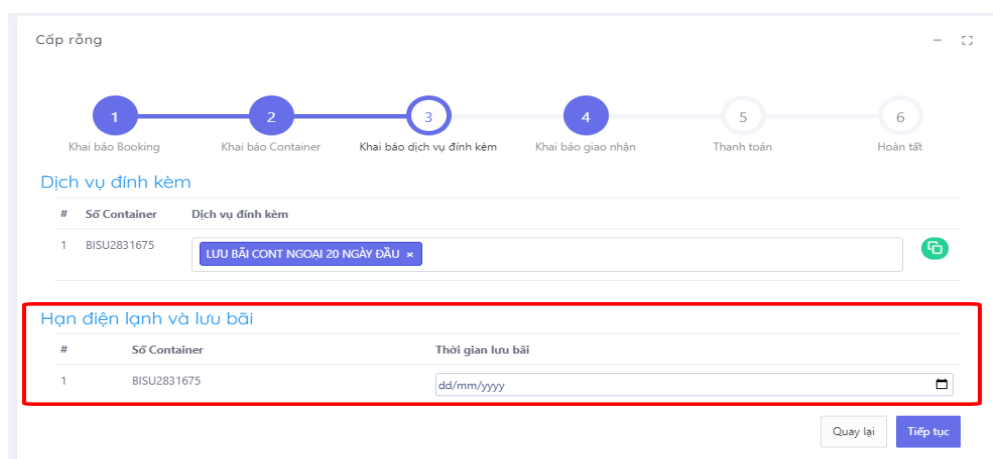 Cấp rỗng
1 2 3 4 5 6
Khai báo Booking Khai báo Container Khai báo dịch vụ đính kèm Khai báo giao nhận Thanh toán Hoàn tất
Dịch vụ đính kèm
# Số Container Dịch vụ đính kèm
1 BISU2831675 LƯU BÃI CONT NGOẠI 20 NGÀY ĐẦU ×
Hạn điện lạnh và lưu bãi
# Số Container Thời gian lưu bãi
1 BISU2831675 dd/mm/yyyy
Quay lại Tiếp tục